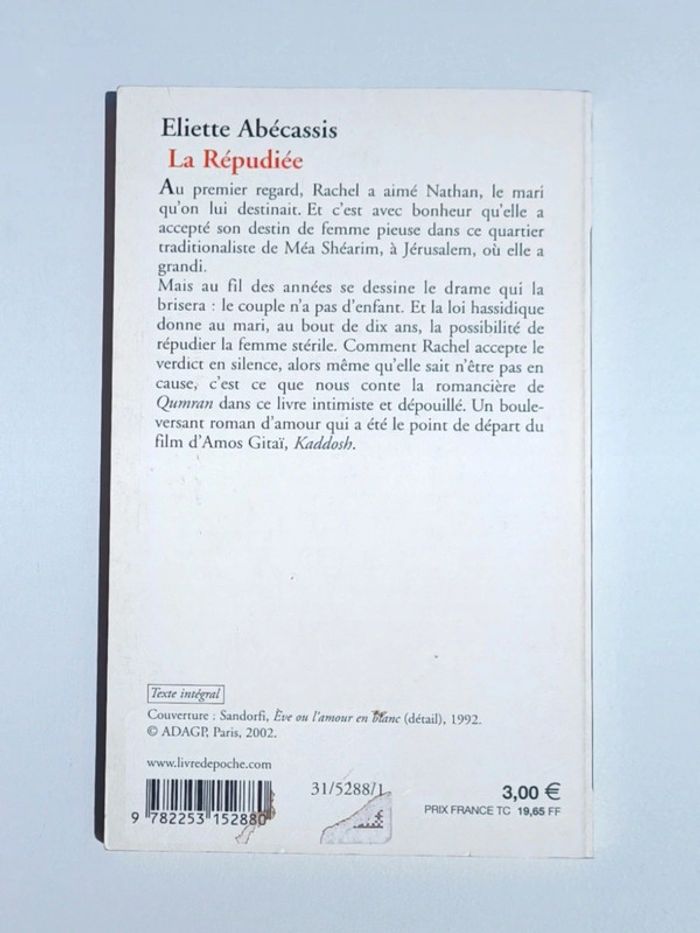 Eliette Abécassis
La Répudiée
Au premier regard, Rachel a aimé Nathan, le mari
qu'on lui destinait. Et c'est avec bonheur qu'elle a
accepté son destin de femme pieuse dans ce quartier
traditionaliste de Méa Shéarim, à Jérusalem, où elle a
grandi.
Mais au fil des années se dessine le drame qui la
brisera : le couple n'a pas d'enfant. Et la loi hassidique
donne au mari, au bout de dix ans, la possibilité de
répudier la femme stérile. Comment Rachel accepte le
verdict en silence, alors même qu'elle sait n'être pas en
cause, c'est ce que nous conte la romancière de
Qumran dans ce livre intimiste et dépouillé. Un boule-
versant roman d'amour qui a été le point de départ du
film d'Amos Gitaï, Kaddosh.
Texte intégral
Couverture : Sandorfi, Ève ou l'amour en blanc (détail), 1992.
© ADAGP, Paris, 2002.
www.livredepoche.com
31/5288/1
9 782253 152880
3,00 €
PRIX FRANCE TC 19,65 FF